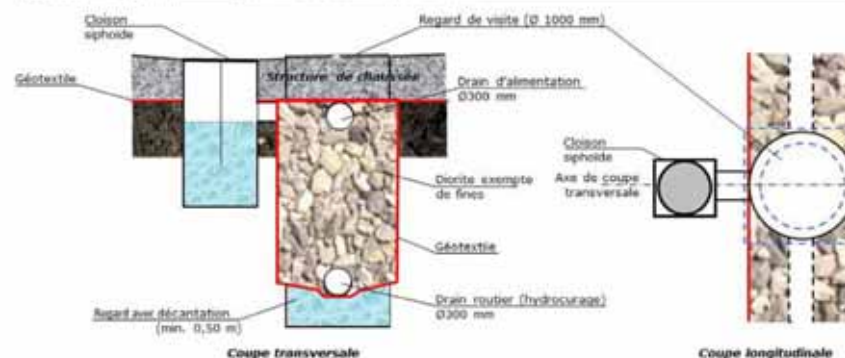 Cloison
siphoïde
Regard de visite (Ø 1000 mm)
Géotextile
Structure de chaussée
Drain d'alimentation
Ø300 mm
Diorite exempte
de fines
Géotextile
Regard avec décantation
(min. 0,50 m)
Drain routier (hydrocurage)
Ø300 mm
Coupe transversale
Cloison
siphoïde
Axe de coupe
transversale
Coupe longitudinale